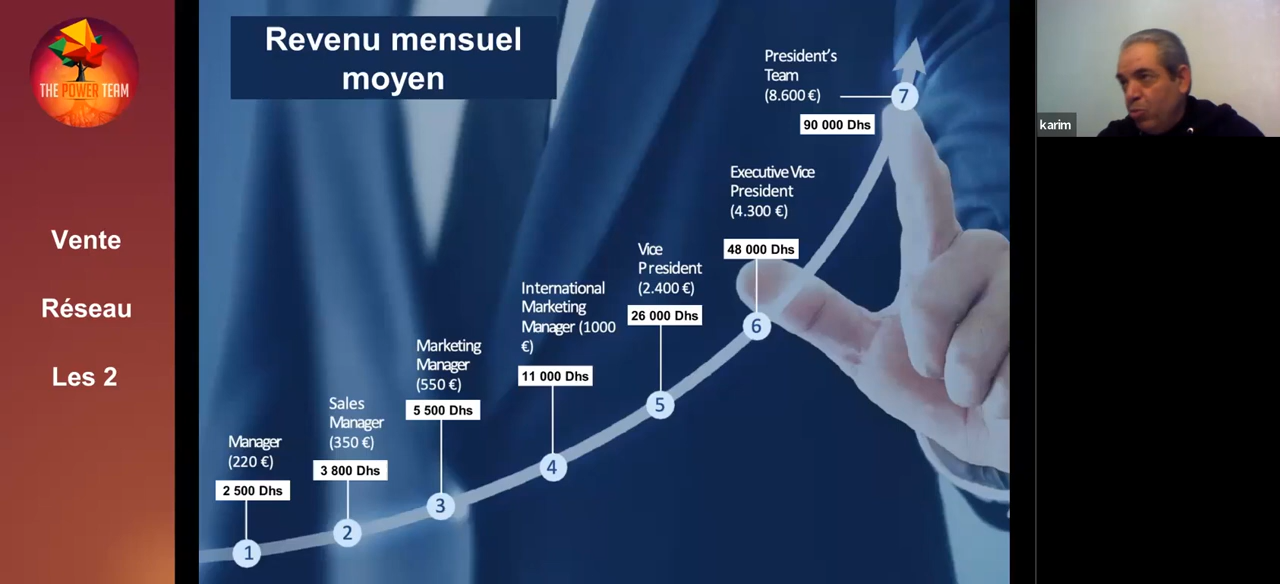 THE POWER TEAM
Vente
Réseau
Les 2
Revenu mensuel
moyen
Manager
(220 €)
2 500 Dhs
1
Sales
Manager
(350 €)
3 800 Dhs
2
Marketing
Manager
(550 €)
5 500 Dhs
3
International
Marketing
Manager (1000
€)
11 000 Dhs
4
Vice
President
(2.400 €)
26 000 Dhs
5
Executive Vice
President
(4.300 €)
48 000 Dhs
6
President's
Team
(8.600 €)
90 000 Dhs
7
karim